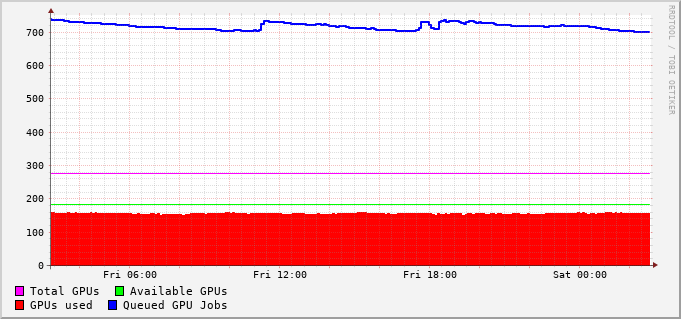 RRDTOOL / TOBI OETIKER
700
600
500
400
300
200
100
0
Fri 06:00 Fri 12:00 Fri 18:00 Sat 00:00
Total GPUs Available GPUs
GPUs used Queued GPU Jobs